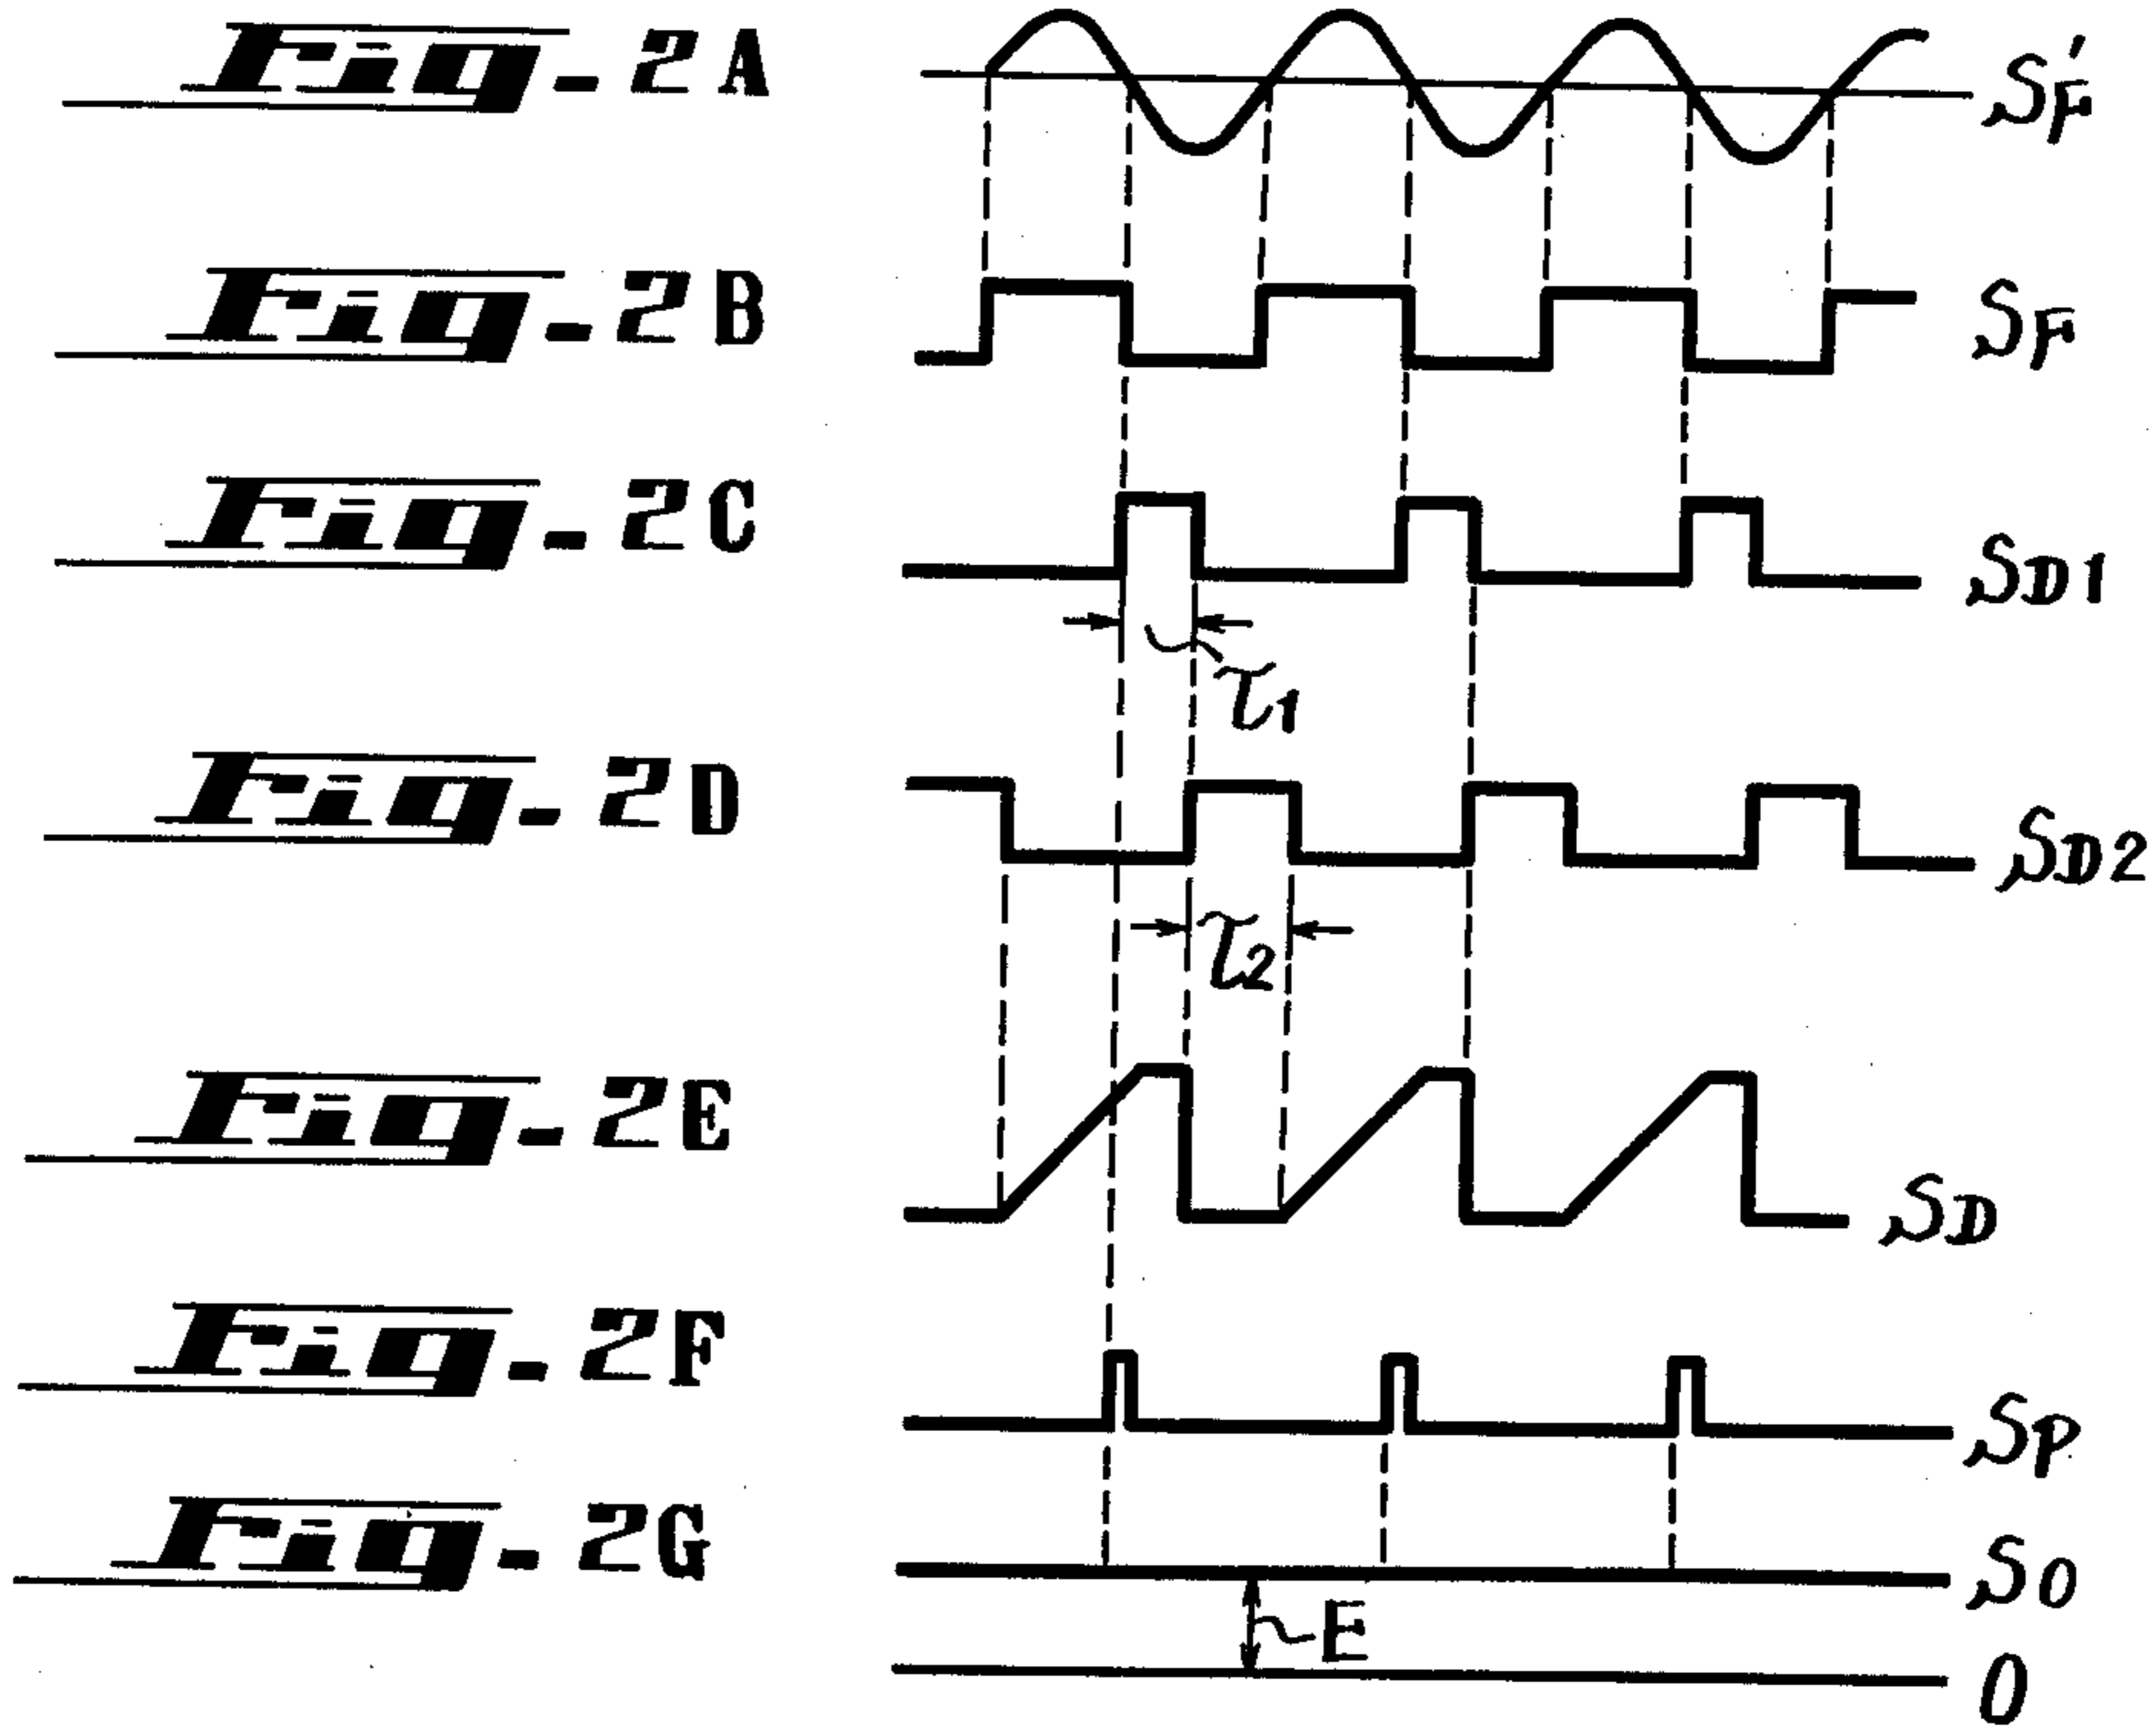 Fig-2A
S'F
Fig-2B
SF
Fig-2C
SD1
τ1
Fig-2D
SD2
τ2
Fig-2E
SD
Fig-2F
SP
Fig-2G
SO
E
0